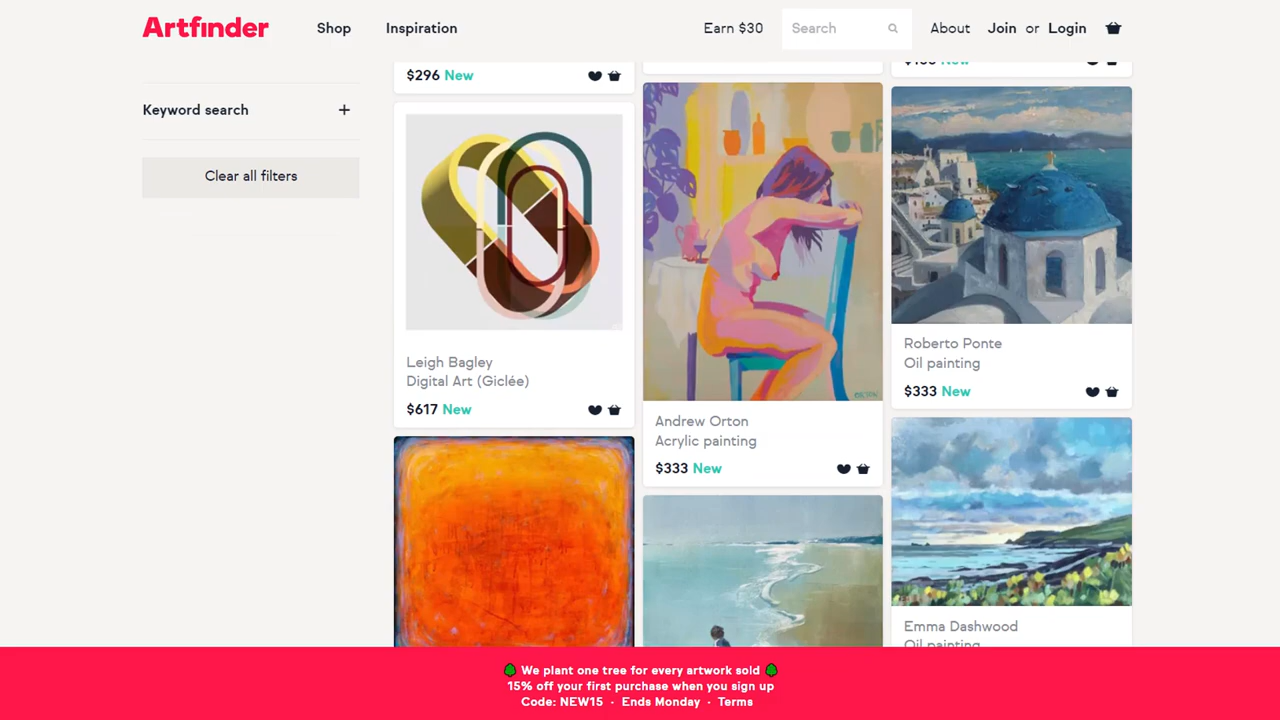 Artfinder
Shop
Inspiration
Earn $30
Search
About
Join or Login
Keyword search
+
Clear all filters
$296 New
Leigh Bagley
Digital Art (Giclée)
$617 New
Andrew Orton
Acrylic painting
$333 New
Roberto Ponte
Oil painting
$333 New
Emma Dashwood
Oil painting
We plant one tree for every artwork sold
15% off your first purchase when you sign up
Code: NEW15 · Ends Monday · Terms